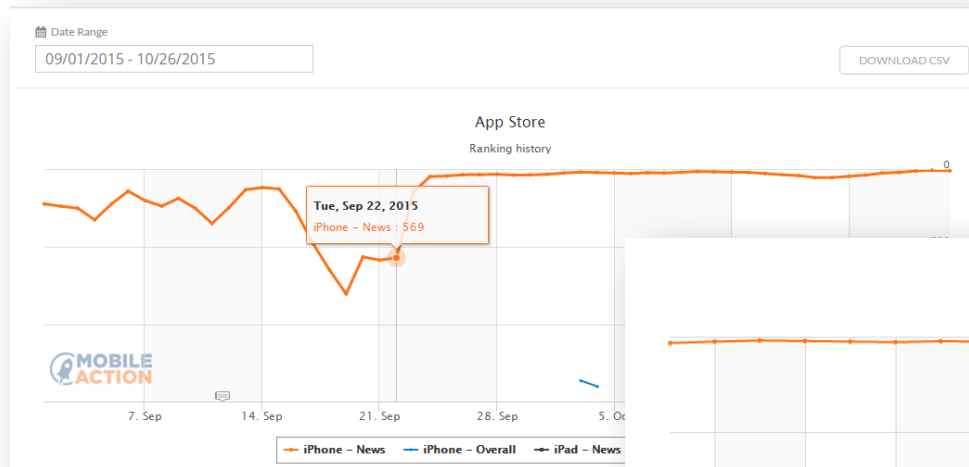 Date Range
09/01/2015 - 10/26/2015
DOWNLOAD CSV
App Store
Ranking history
0
Tue, Sep 22, 2015
iPhone - News : 569
MOBILE
ACTION
7. Sep
14. Sep
21. Sep
28. Sep
5. O
iPhone - News
iPhone - Overall
iPad - News